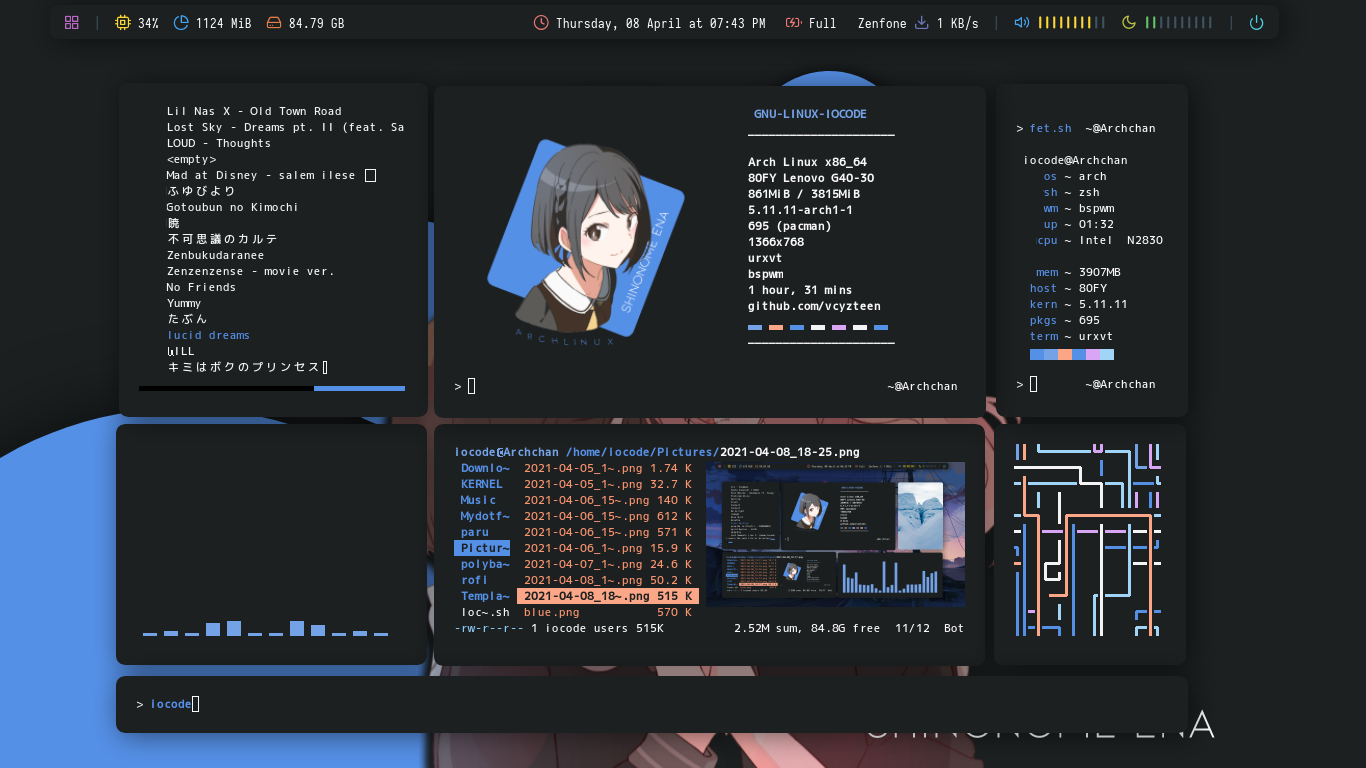 34% 1124 MiB 84.79 GB Thursday, 08 April at 07:43 PM Full Zenfone 1 KB/s
Lil Nas X - Old Town Road
Lost Sky - Dreams pt. II (feat. Sa
LOUD - Thoughts
<empty>
Mad at Disney - salem ilese
ふゆびより
Gotoubun no Kimochi
暁
不可思議のカルテ
Zenbukudaranee
Zenzenzense - movie ver.
No Friends
Yummy
たぶん
lucid dreams
キミはボクのプリンセス
SHINONOME ENA
ARCHLINUX
GNU-LINUX-IOCODE
Arch Linux x86_64
80FY Lenovo G40-30
861MiB / 3815MiB
5.11.11-arch1-1
695 (pacman)
1366x768
urxvt
bspwm
1 hour, 31 mins
github.com/vcyzteen
> ~@Archchan
> fet.sh ~@Archchan
iocode@Archchan
os ~ arch
sh ~ zsh
wm ~ bspwm
up ~ 01:32
cpu ~ Intel N2830
mem ~ 3907MB
host ~ 80FY
kern ~ 5.11.11
pkgs ~ 695
term ~ urxvt
> ~@Archchan
iocode@Archchan /home/iocode/Pictures/2021-04-08_18-25.png
Downlo~ 2021-04-05_1~.png 1.74 K
KERNEL 2021-04-05_1~.png 32.7 K
Music 2021-04-06_15~.png 140 K
Mydotf~ 2021-04-06_15~.png 612 K
paru 2021-04-06_15~.png 571 K
Pictur~ 2021-04-06_1~.png 15.9 K
polyba~ 2021-04-07_1~.png 24.6 K
rofi 2021-04-08_1~.png 50.2 K
Templa~ 2021-04-08_18~.png 515 K
loc~.sh blue.png 570 K
-rw-r--r-- 1 iocode users 515K 2.52M sum, 84.8G free 11/12 Bot
> iocode
SHINONOME ENA